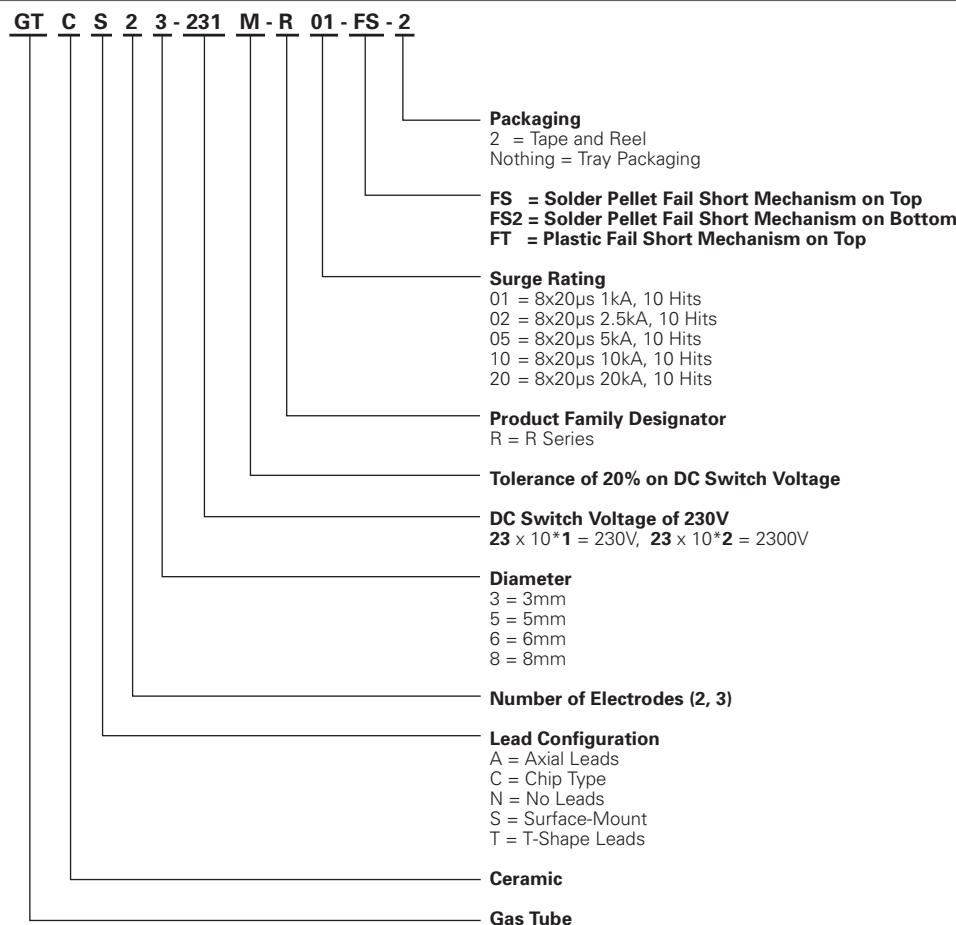 GT C S 2 3 - 231 M - R 01 - FS - 2
Packaging
2 = Tape and Reel
Nothing = Tray Packaging
FS = Solder Pellet Fail Short Mechanism on Top
FS2 = Solder Pellet Fail Short Mechanism on Bottom
FT = Plastic Fail Short Mechanism on Top
Surge Rating
01 = 8x20µs 1kA, 10 Hits
02 = 8x20µs 2.5kA, 10 Hits
05 = 8x20µs 5kA, 10 Hits
10 = 8x20µs 10kA, 10 Hits
20 = 8x20µs 20kA, 10 Hits
Product Family Designator
R = R Series
Tolerance of 20% on DC Switch Voltage
DC Switch Voltage of 230V
23 x 10*1 = 230V, 23 x 10*2 = 2300V
Diameter
3 = 3mm
5 = 5mm
6 = 6mm
8 = 8mm
Number of Electrodes (2, 3)
Lead Configuration
A = Axial Leads
C = Chip Type
N = No Leads
S = Surface-Mount
T = T-Shape Leads
Ceramic
Gas Tube